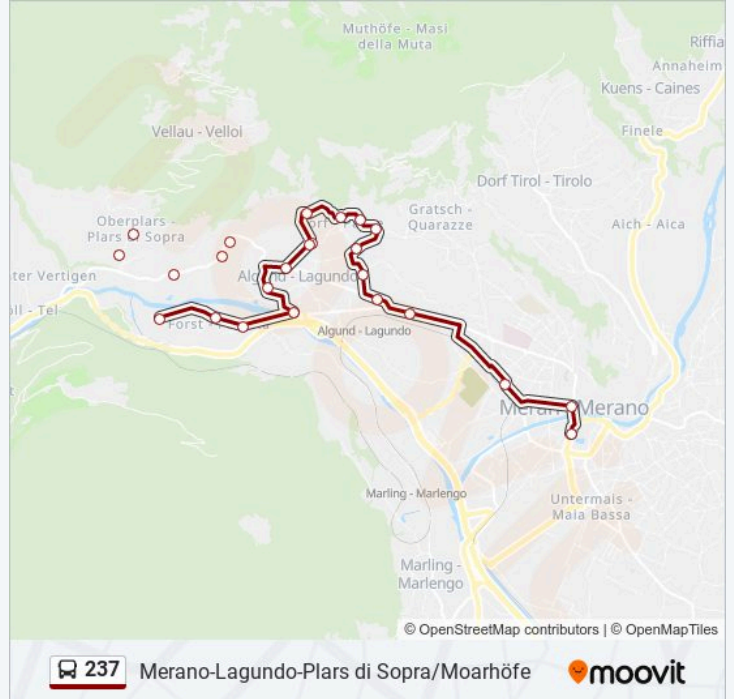 Muthöfe - Masi
della Muta
Riffia
Annaheim
Kuens - Caines
Vellau - Velloi
Finele
Dorf Tirol - Tirolo
Oberplars -
Plars di Sopra
Gratsch -
Quarazze
Aich - Aica
nter Vertigen
Algund - Lagundo
oll - Tel
Algund - Lagundo
Meran - Merano
Marling - Marlengo
Untermais -
Maia Bassa
Marling -
Marlengo
© OpenStreetMap contributors | © OpenMapTiles
237 Merano-Lagundo-Plars di Sopra/Moarhöfe moovit